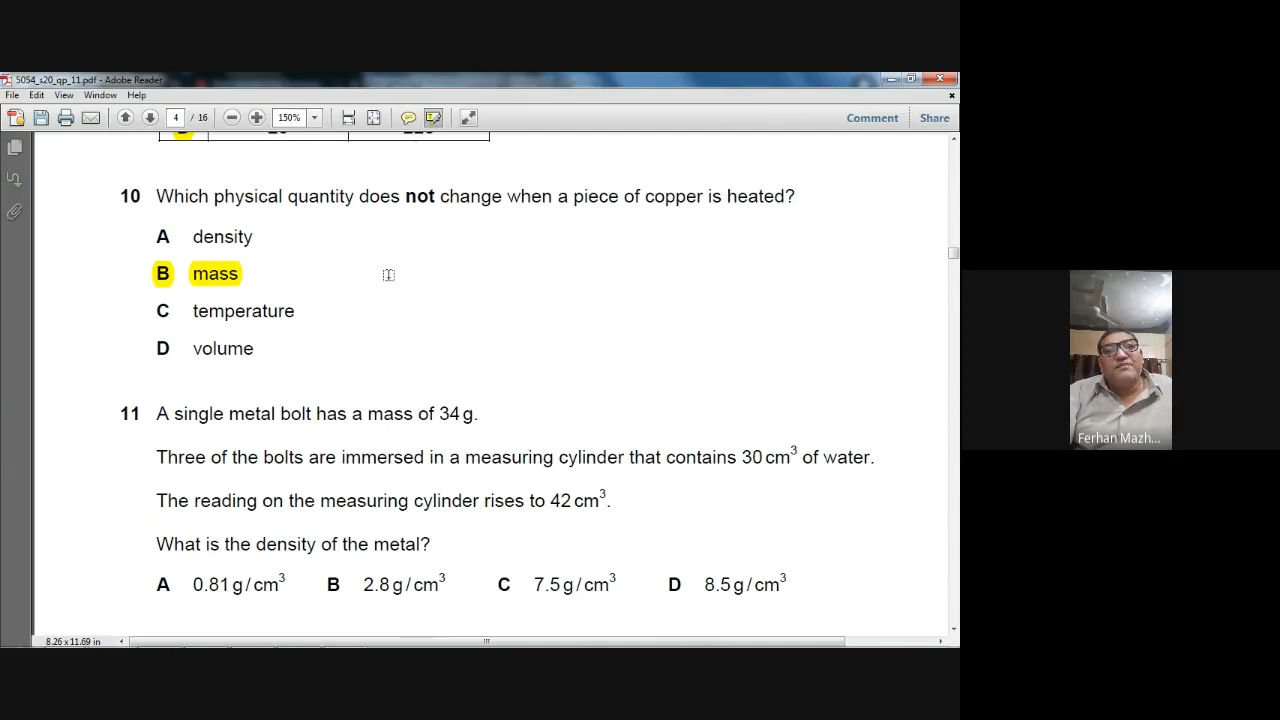 5054_s20_qp_11.pdf - Adobe Reader
File Edit View Window Help
4 / 16 150% Comment Share
10 Which physical quantity does not change when a piece of copper is heated?
A density
B mass
C temperature
D volume
11 A single metal bolt has a mass of 34 g.
Three of the bolts are immersed in a measuring cylinder that contains 30 cm³ of water.
The reading on the measuring cylinder rises to 42 cm³.
What is the density of the metal?
A 0.81 g/cm³ B 2.8 g/cm³ C 7.5 g/cm³ D 8.5 g/cm³
8.26 x 11.69 in
Ferhan Mazh...